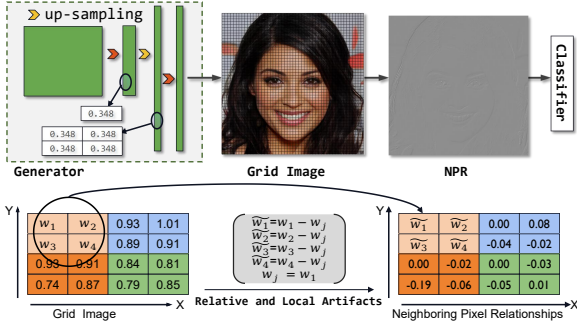 up-sampling
0.348
0.348 0.348
0.348 0.348
Generator
Grid Image
NPR
Classifier
Y
w₁ w₂ 0.93 1.01
w₃ w₄ 0.89 0.91
0.93 0.91 0.84 0.81
0.74 0.87 0.79 0.85
X
Grid Image
w̃₁=w₁ − wⱼ
w̃₂=w₂ − wⱼ
w̃₃=w₃ − wⱼ
w̃₄=w₄ − wⱼ
wⱼ = w₁
Relative and Local Artifacts
Y
w̃₁ w̃₂ 0.00 0.08
w̃₃ w̃₄ -0.04 -0.02
0.00 -0.02 0.00 -0.03
-0.19 -0.06 -0.05 0.01
X
Neighboring Pixel Relationships